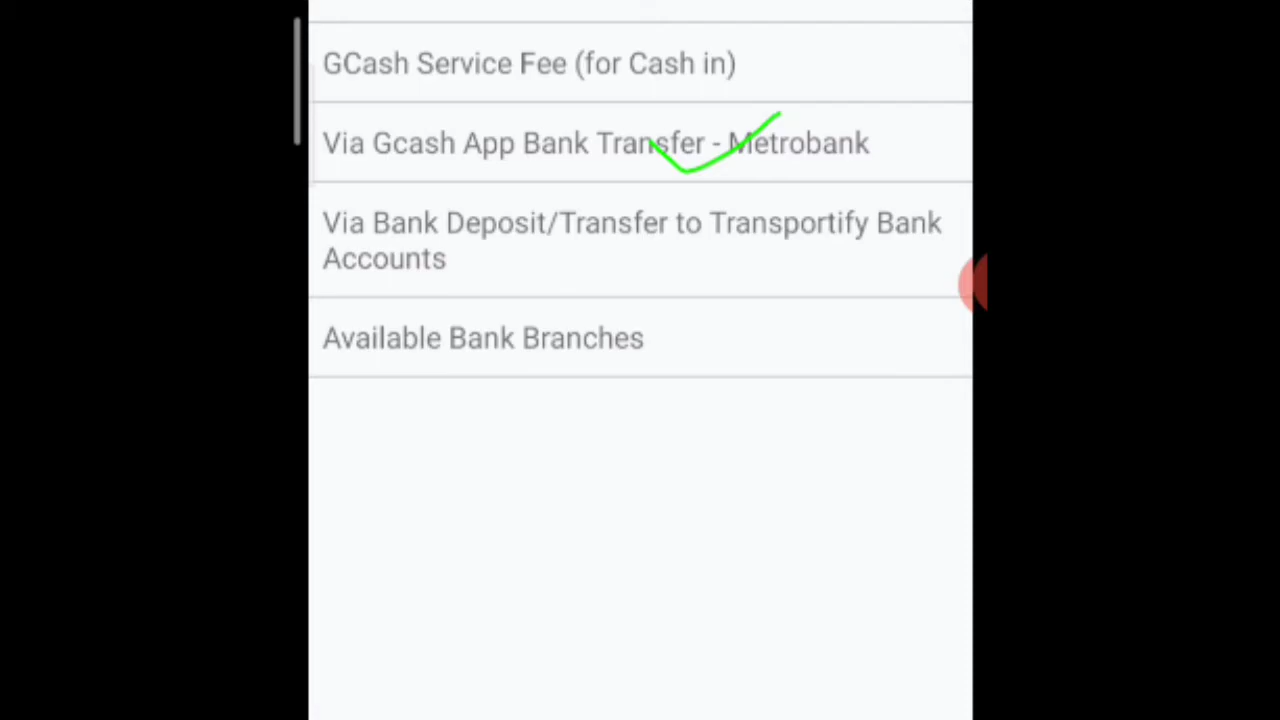 GCash Service Fee (for Cash in)
Via Gcash App Bank Transfer - Metrobank
Via Bank Deposit/Transfer to Transportify Bank
Accounts
Available Bank Branches